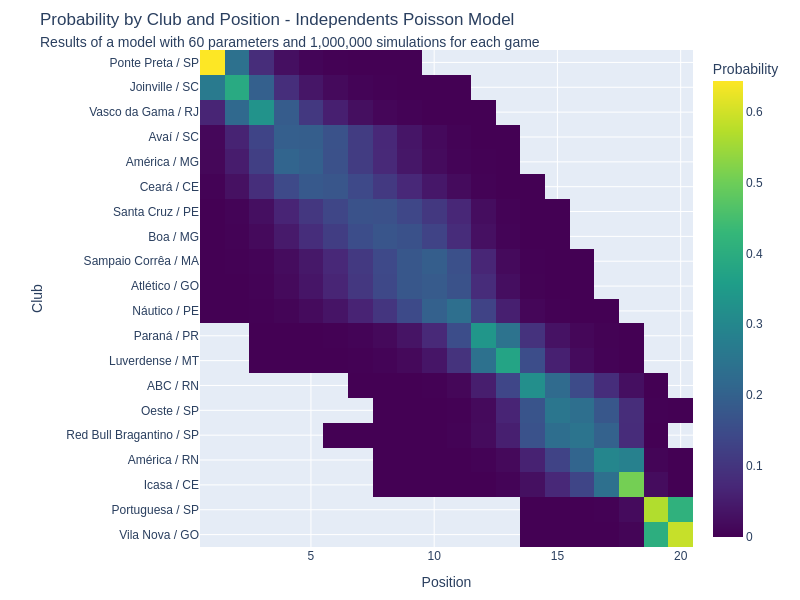 Probability by Club and Position - Independents Poisson Model
Results of a model with 60 parameters and 1,000,000 simulations for each game
Probability
Ponte Preta / SP
Joinville / SC
Vasco da Gama / RJ
Avaí / SC
América / MG
Ceará / CE
Santa Cruz / PE
Boa / MG
Sampaio Corrêa / MA
Atlético / GO
Náutico / PE
Paraná / PR
Luverdense / MT
ABC / RN
Oeste / SP
Red Bull Bragantino / SP
América / RN
Icasa / CE
Portuguesa / SP
Vila Nova / GO
Club
5
10
15
20
Position
0.6
0.5
0.4
0.3
0.2
0.1
0